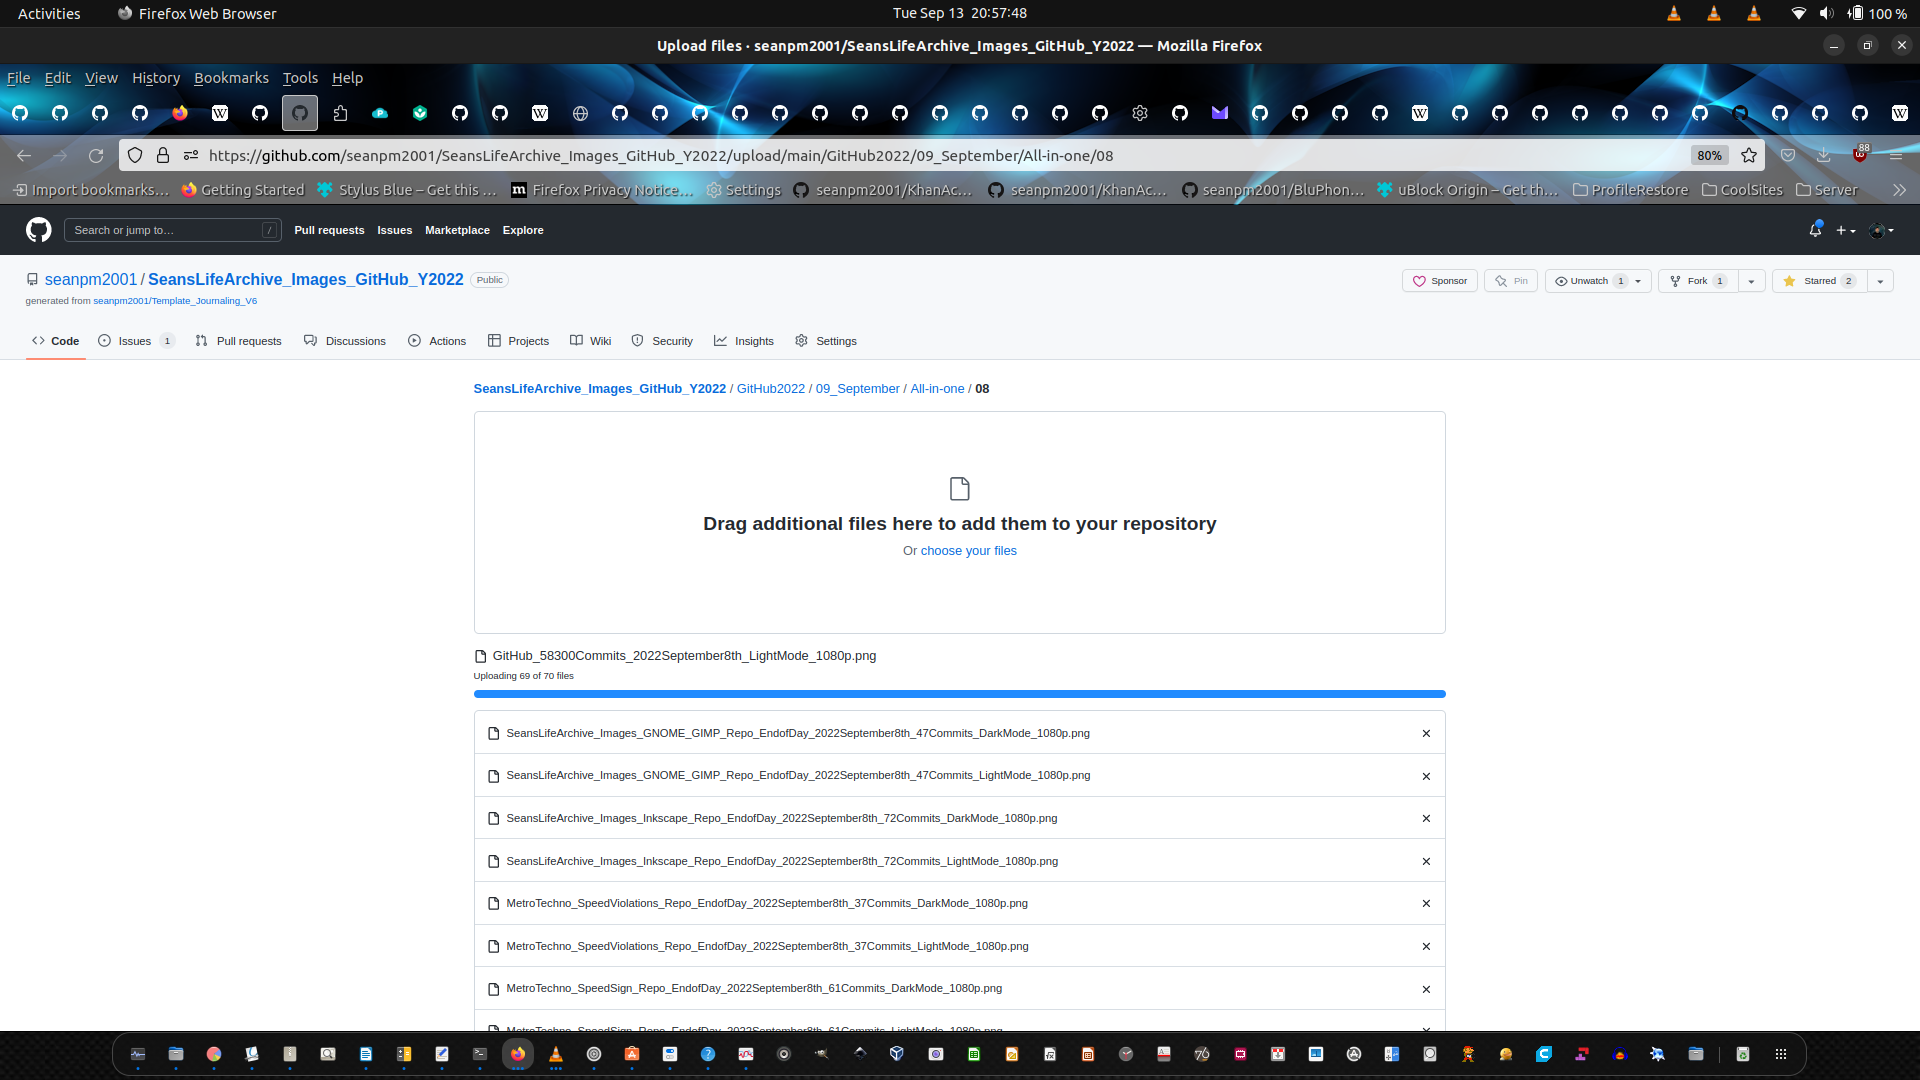 Activities
Firefox Web Browser
Tue Sep 13  20:57:48
100 %
Upload files · seanpm2001/SeansLifeArchive_Images_GitHub_Y2022 — Mozilla Firefox
File Edit View History Bookmarks Tools Help
https://github.com/seanpm2001/SeansLifeArchive_Images_GitHub_Y2022/upload/main/GitHub2022/09_September/All-in-one/08
80%
88
Import bookmarks… Getting Started Stylus Blue – Get this … Firefox Privacy Notice… Settings seanpm2001/KhanAc… seanpm2001/KhanAc… seanpm2001/BluPhon… uBlock Origin – Get th… ProfileRestore CoolSites Server
Search or jump to… / Pull requests Issues Marketplace Explore
seanpm2001 / SeansLifeArchive_Images_GitHub_Y2022 Public
Sponsor Pin Unwatch 1 Fork 1 Starred 2
generated from seanpm2001/Template_Journaling_V6
Code Issues 1 Pull requests Discussions Actions Projects Wiki Security Insights Settings
SeansLifeArchive_Images_GitHub_Y2022 / GitHub2022 / 09_September / All-in-one / 08
Drag additional files here to add them to your repository
Or choose your files
GitHub_58300Commits_2022September8th_LightMode_1080p.png
Uploading 69 of 70 files
SeansLifeArchive_Images_GNOME_GIMP_Repo_EndofDay_2022September8th_47Commits_DarkMode_1080p.png
SeansLifeArchive_Images_GNOME_GIMP_Repo_EndofDay_2022September8th_47Commits_LightMode_1080p.png
SeansLifeArchive_Images_Inkscape_Repo_EndofDay_2022September8th_72Commits_DarkMode_1080p.png
SeansLifeArchive_Images_Inkscape_Repo_EndofDay_2022September8th_72Commits_LightMode_1080p.png
MetroTechno_SpeedViolations_Repo_EndofDay_2022September8th_37Commits_DarkMode_1080p.png
MetroTechno_SpeedViolations_Repo_EndofDay_2022September8th_37Commits_LightMode_1080p.png
MetroTechno_SpeedSign_Repo_EndofDay_2022September8th_61Commits_DarkMode_1080p.png
MetroTechno_SpeedSign_Repo_EndofDay_2022September8th_61Commits_LightMode_1080p.png